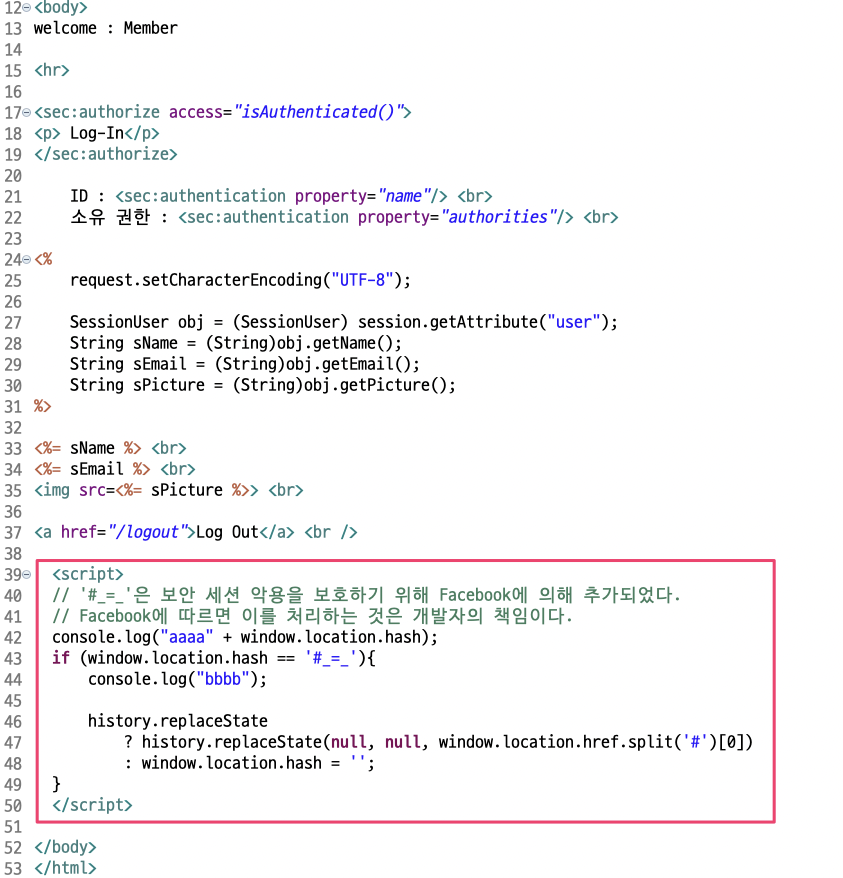 12 <body>
13 welcome : Member
14
15 <hr>
16
17 <sec:authorize access="isAuthenticated()">
18 <p> Log-In</p>
19 </sec:authorize>
20
21     ID : <sec:authentication property="name"/> <br>
22     소유 권한 : <sec:authentication property="authorities"/> <br>
23
24 <%
25     request.setCharacterEncoding("UTF-8");
26
27     SessionUser obj = (SessionUser) session.getAttribute("user");
28     String sName = (String)obj.getName();
29     String sEmail = (String)obj.getEmail();
30     String sPicture = (String)obj.getPicture();
31 %>
32
33 <%= sName %> <br>
34 <%= sEmail %> <br>
35 <img src=<%= sPicture %>> <br>
36
37 <a href="/logout">Log Out</a> <br />
38
39   <script>
40   // '#_=_'은 보안 세션 악용을 보호하기 위해 Facebook에 의해 추가되었다.
41   // Facebook에 따르면 이를 처리하는 것은 개발자의 책임이다.
42   console.log("aaaa" + window.location.hash);
43   if (window.location.hash == '#_=_'){
44       console.log("bbbb");
45
46       history.replaceState
47           ? history.replaceState(null, null, window.location.href.split('#')[0])
48           : window.location.hash = '';
49   }
50   </script>
51
52 </body>
53 </html>